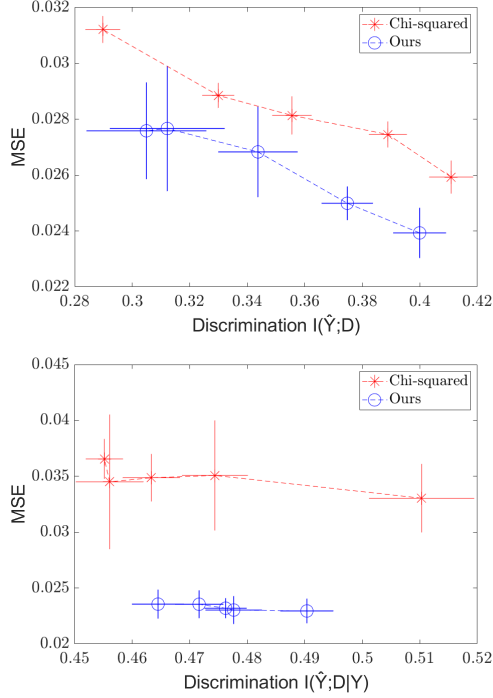 0.032
0.03
0.028
0.026
0.024
0.022
MSE
0.28 0.3 0.32 0.34 0.36 0.38 0.4 0.42
Discrimination I(Ŷ;D)
Chi-squared
Ours
0.045
0.04
0.035
0.03
0.025
0.02
MSE
0.45 0.46 0.47 0.48 0.49 0.5 0.51 0.52
Discrimination I(Ŷ;D|Y)
Chi-squared
Ours